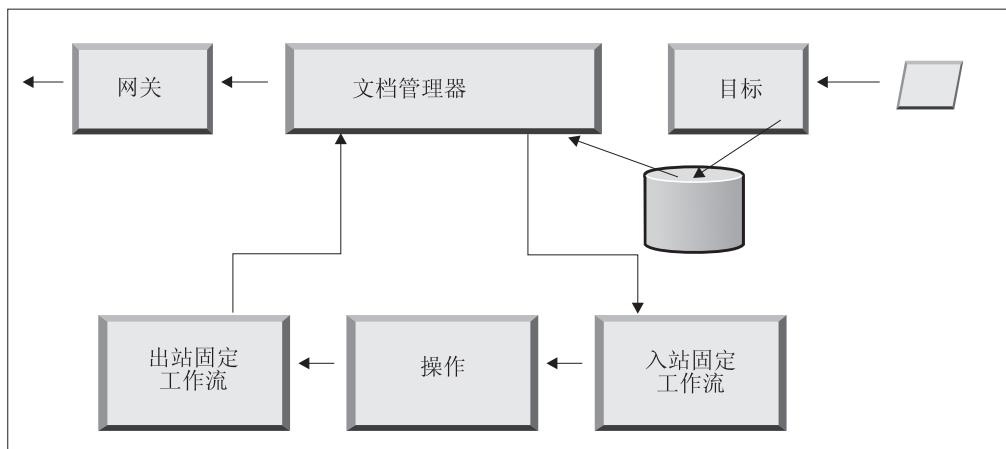 网关
文档管理器
目标
出站固定
工作流
操作
入站固定
工作流